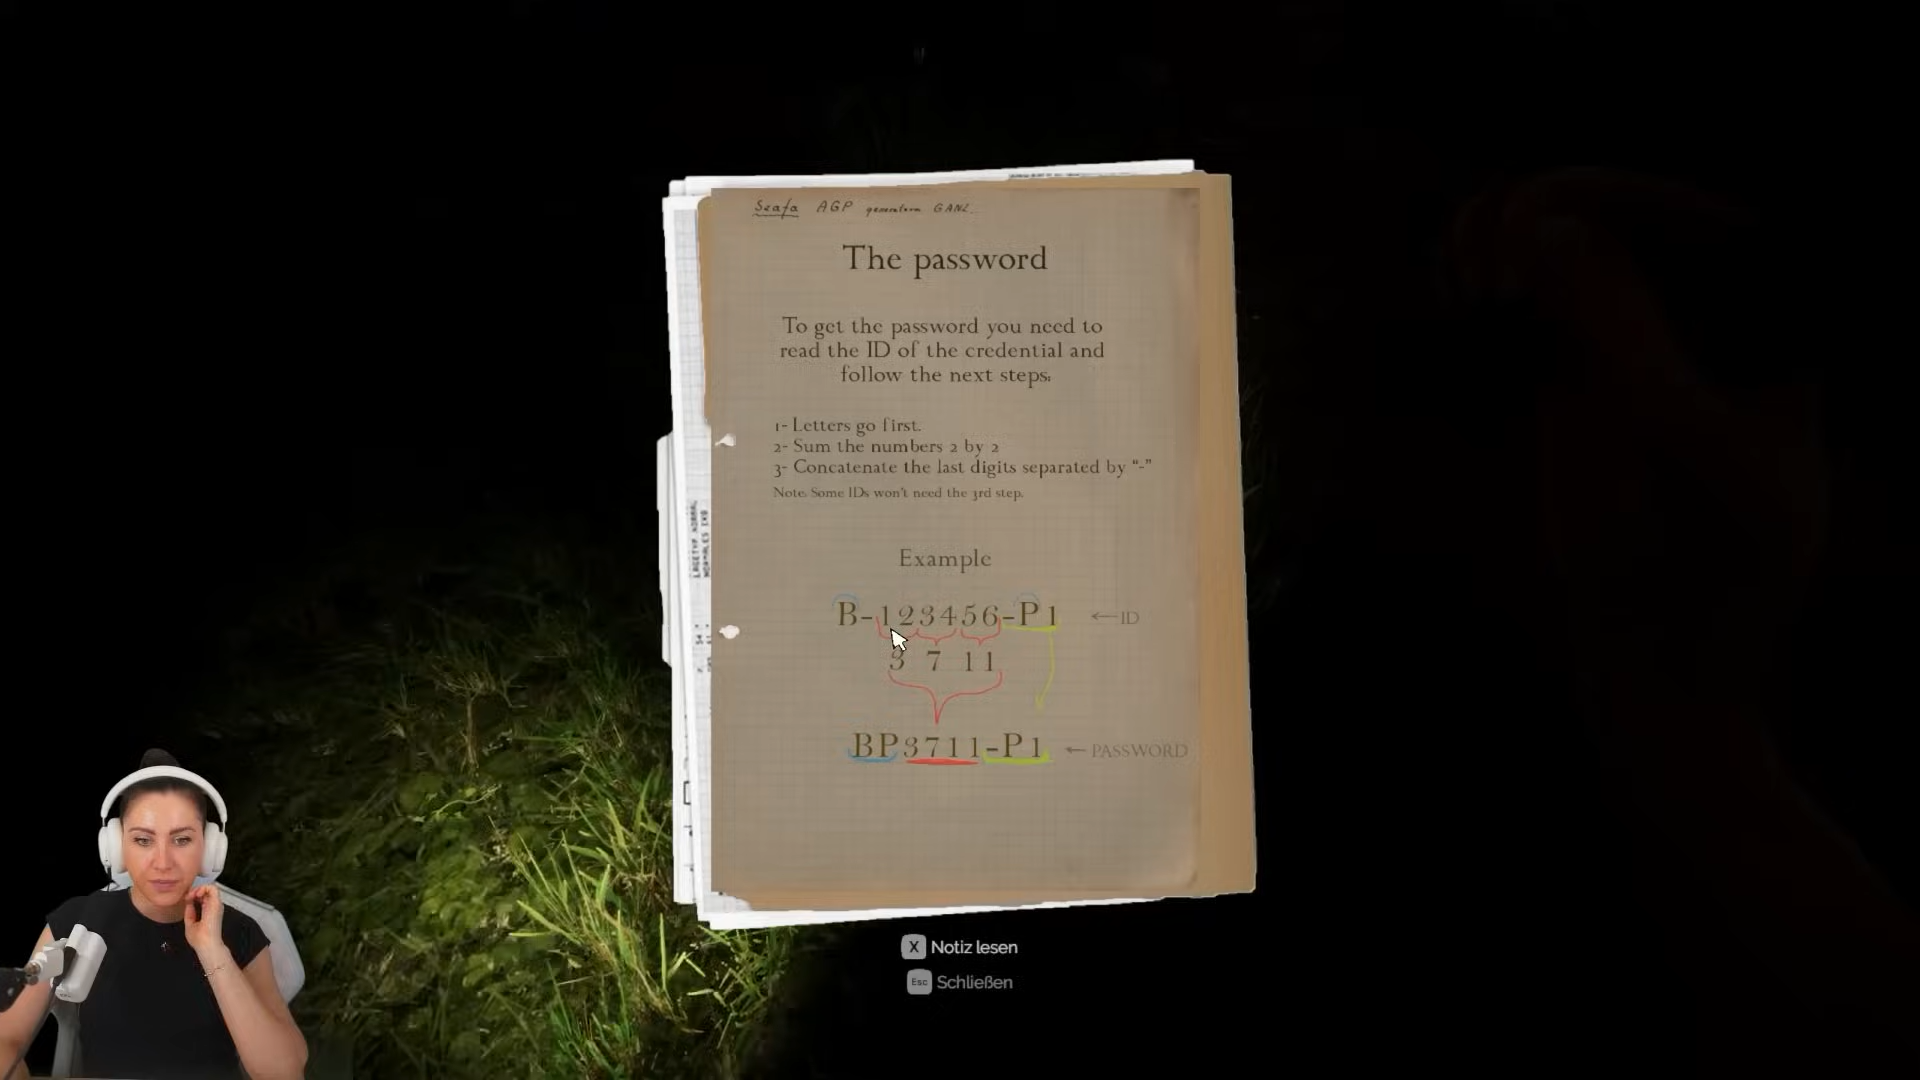 AGP
The password
To get the password you need to
read the ID of the credential and
follow the next steps:
1- Letters go first.
2- Sum the numbers 2 by 2
3- Concatenate the last digits separated by "-"
Note. Some IDs won't need the 3rd step.
Example
B-123456-P1 ←ID
3 7 11
BP3711-P1 ←PASSWORD
X Notiz lesen
Esc Schließen